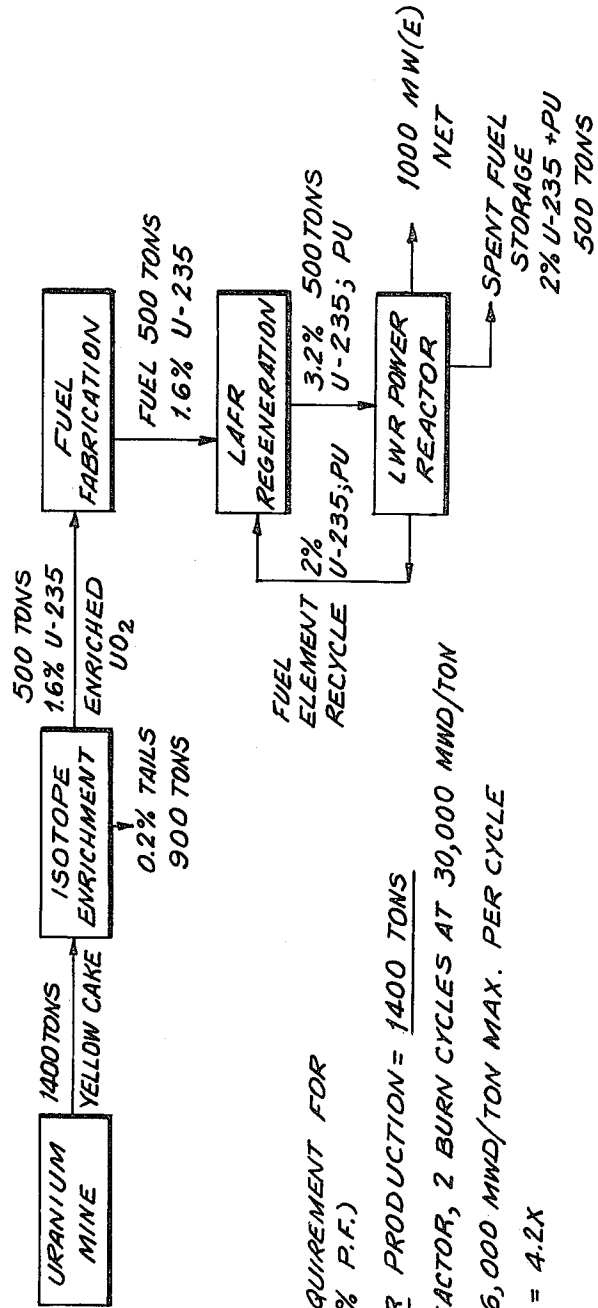 URANIUM
MINE
1400 TONS
YELLOW CAKE
ISOTOPE
ENRICHMENT
0.2% TAILS
900 TONS
500 TONS
1.6% U-235
ENRICHED
UO2
FUEL
FABRICATION
FUEL 500 TONS
1.6% U-235
LAFR
REGENERATION
3.2% 500 TONS
U-235; PU
FUEL
ELEMENT
RECYCLE
2%
U-235; PU
LWR POWER
REACTOR
1000 MW(E)
NET
SPENT FUEL
STORAGE
2% U-235 + PU
500 TONS
QUIREMENT FOR
% P.F.)
PRODUCTION = 1400 TONS
ACTOR, 2 BURN CYCLES AT 30,000 MWD/TON
6,000 MWD/TON MAX. PER CYCLE
= 4.2X